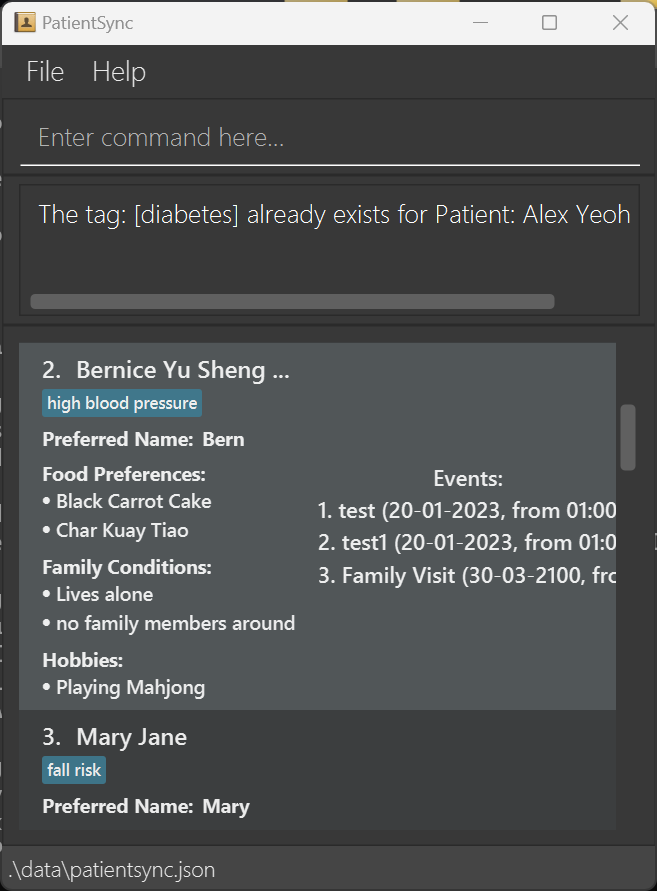 PatientSync
File Help
Enter command here...
The tag: [diabetes] already exists for Patient: Alex Yeoh
2. Bernice Yu Sheng ...
high blood pressure
Preferred Name: Bern
Food Preferences:
• Black Carrot Cake
• Char Kuay Tiao
Family Conditions:
• Lives alone
• no family members around
Hobbies:
• Playing Mahjong
Events:
1. test (20-01-2023, from 01:00
2. test1 (20-01-2023, from 01:0
3. Family Visit (30-03-2100, fro
3. Mary Jane
fall risk
Preferred Name: Mary
.\data\patientsync.json